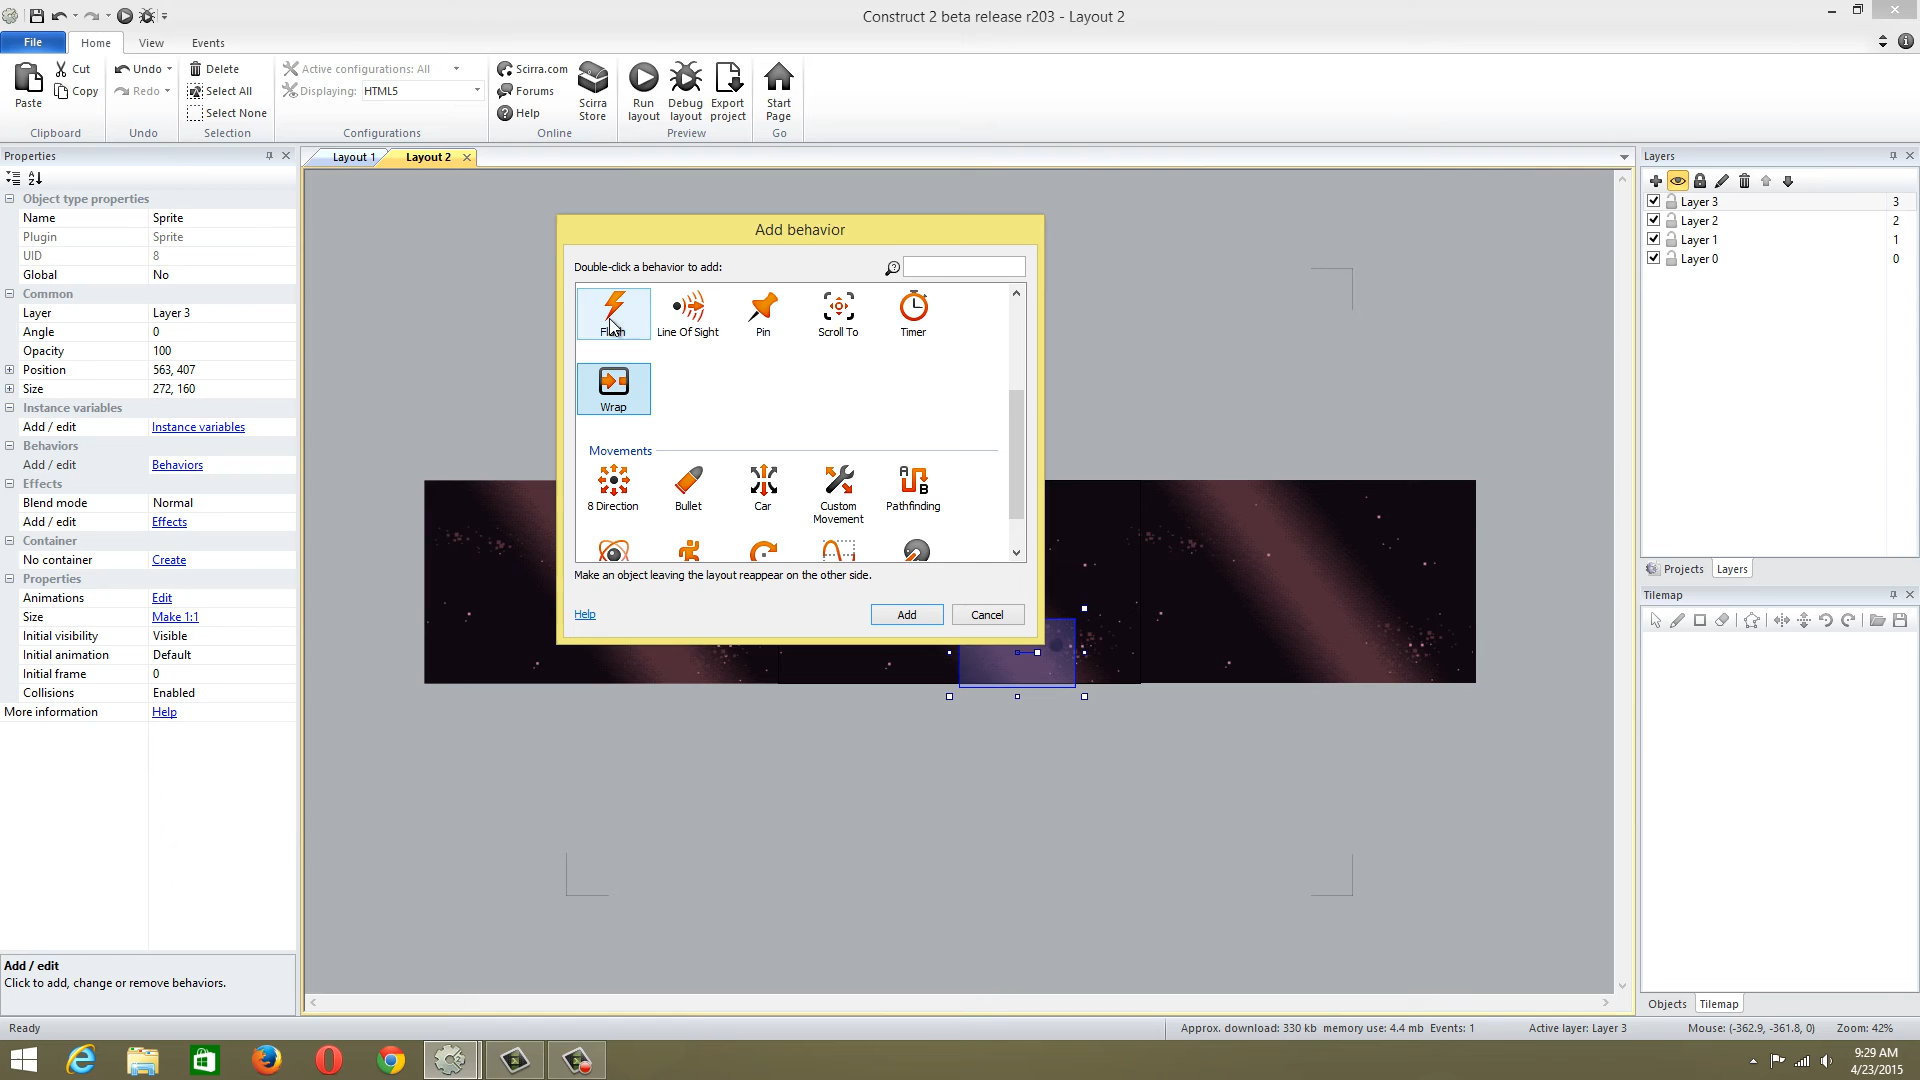 Construct 2 beta release r203 - Layout 2
File Home View Events
Paste Cut Copy
Clipboard
Undo Redo
Undo
Delete
Select All
Select None
Selection
Active configurations: All
Displaying: HTML5
Configurations
Scirra.com
Forums
Help
Scirra Store
Online
Run layout
Debug layout
Export project
Preview
Start Page
Go
Properties
Object type properties
Name Sprite
Plugin Sprite
UID 8
Global No
Common
Layer Layer 3
Angle 0
Opacity 100
Position 563, 407
Size 272, 160
Instance variables
Add / edit Instance variables
Behaviors
Add / edit Behaviors
Effects
Blend mode Normal
Add / edit Effects
Container
No container Create
Properties
Animations Edit
Size Make 1:1
Initial visibility Visible
Initial animation Default
Initial frame 0
Collisions Enabled
More information Help
Add / edit
Click to add, change or remove behaviors.
Layout 1 Layout 2
Add behavior
Double-click a behavior to add:
Flash Line Of Sight Pin Scroll To Timer
Wrap
Movements
8 Direction Bullet Car Custom Movement Pathfinding
Make an object leaving the layout reappear on the other side.
Help Add Cancel
Layers
Layer 3 3
Layer 2 2
Layer 1 1
Layer 0 0
Projects Layers
Tilemap
Objects Tilemap
Ready
Approx. download: 330 kb memory use: 4.4 mb Events: 1 Active layer: Layer 3 Mouse: (-362.9, -361.8, 0) Zoom: 42%
9:29 AM
4/23/2015